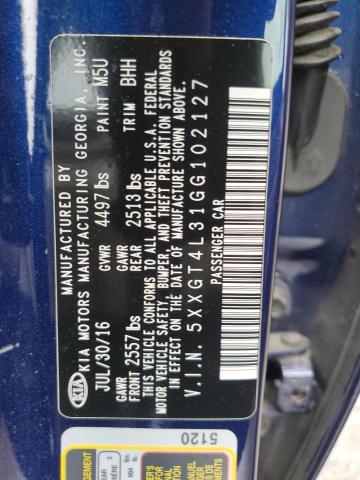 MANUFACTURED BY
KIA MOTORS MANUFACTURING GEORGIA, INC.
JUL/30/16 GVWR 4497 lbs PAINT M5U
GAWR FRONT 2557 lbs GAWR REAR 2513 lbs TRIM BHH
THIS VEHICLE CONFORMS TO ALL APPLICABLE U.S.A. FEDERAL
MOTOR VEHICLE SAFETY, BUMPER, AND THEFT PREVENTION STANDARDS
IN EFFECT ON THE DATE OF MANUFACTURE SHOWN ABOVE.
V.I.N. 5XXGT4L31GG102127
PASSENGER CAR
KIA
5120